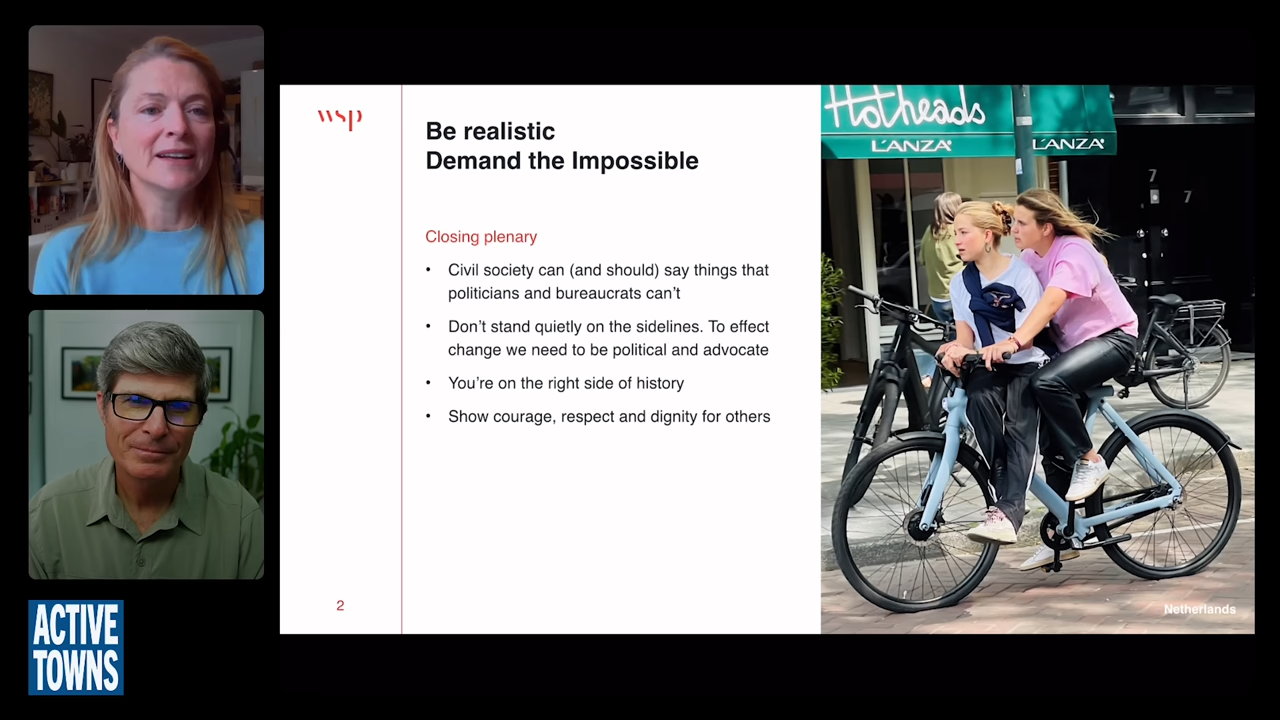 wsp
Be realistic
Demand the Impossible
Closing plenary
• Civil society can (and should) say things that
politicians and bureaucrats can’t
• Don’t stand quietly on the sidelines. To effect
change we need to be political and advocate
• You’re on the right side of history
• Show courage, respect and dignity for others
2
Hotheads
L'ANZA
L'ANZA
7
7
Netherlands
ACTIVE
TOWNS